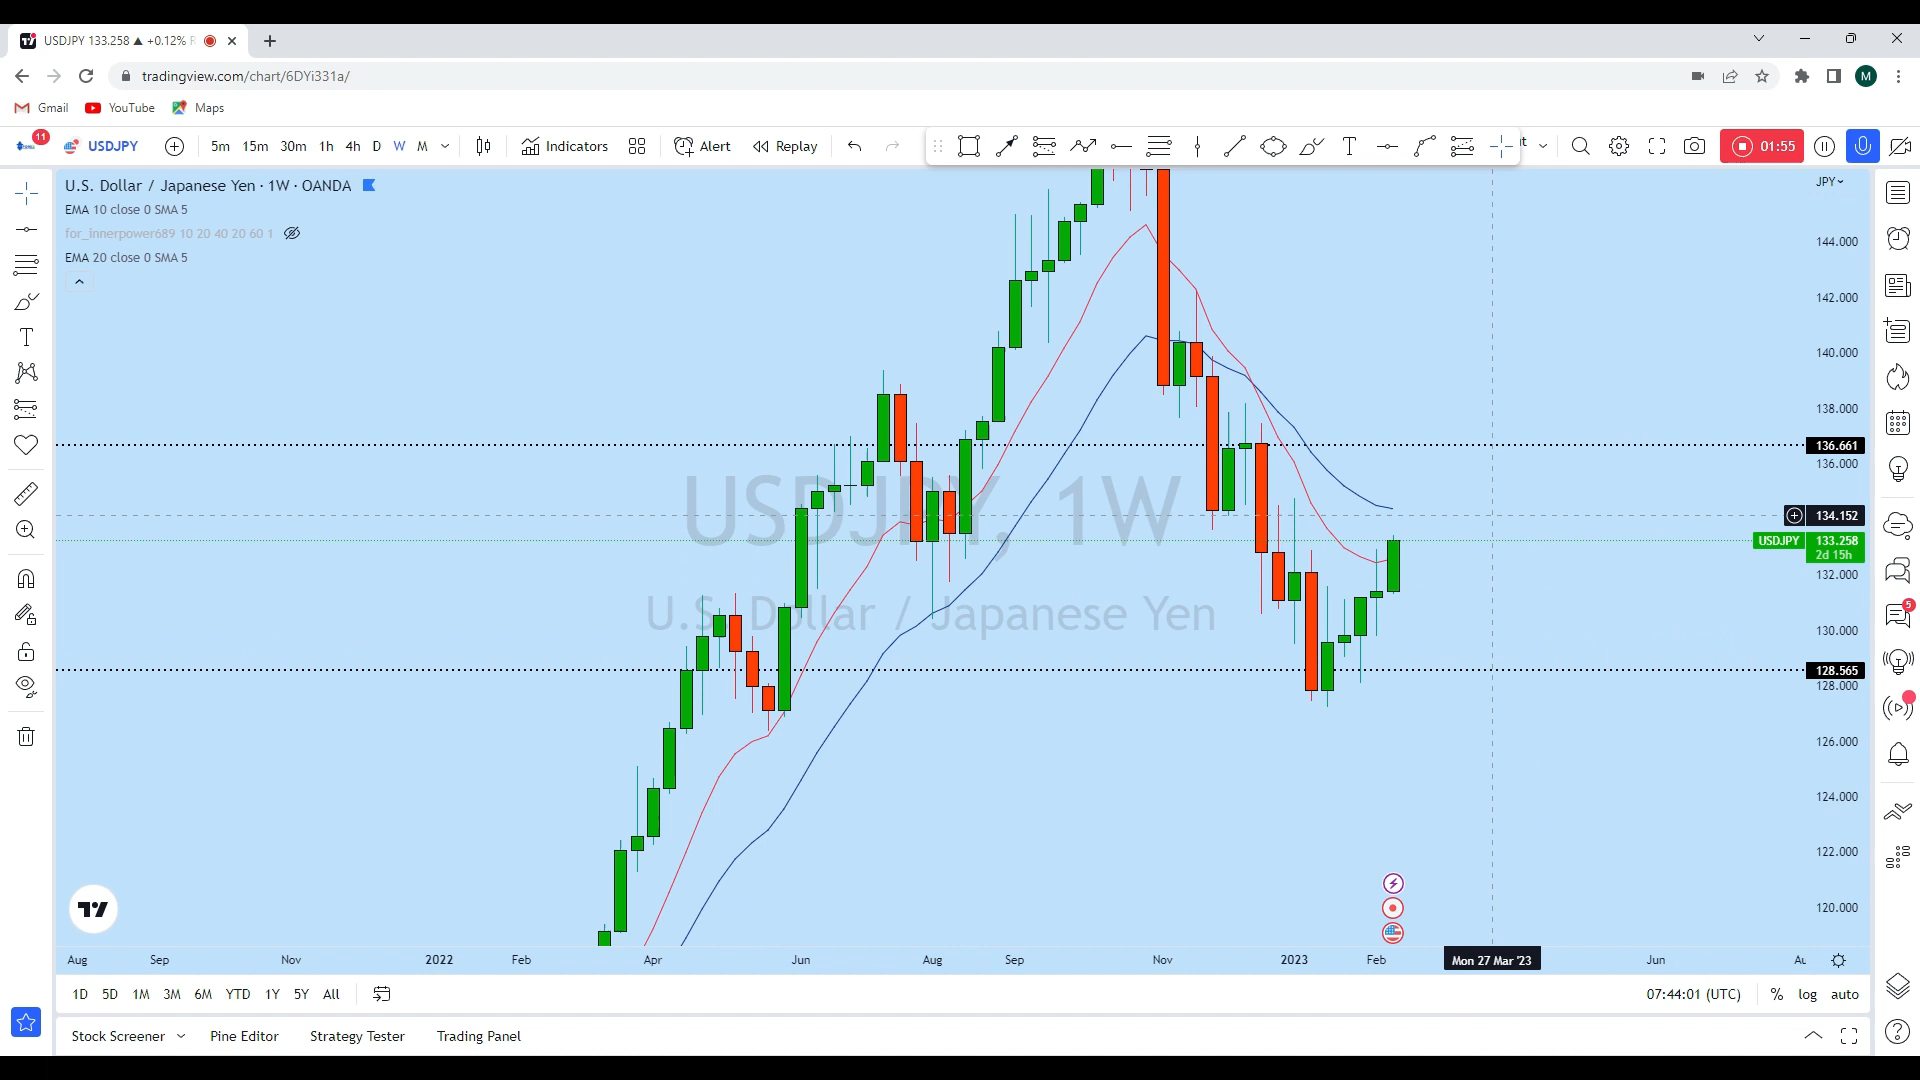 USDJPY 133.258 ▲ +0.12%
tradingview.com/chart/6DYi331a/
Gmail YouTube Maps
11 USDJPY 5m 15m 30m 1h 4h D W M Indicators Alert Replay 01:55
U.S. Dollar / Japanese Yen · 1W · OANDA
JPY
EMA 10 close 0 SMA 5
for_innerpower689 10 20 40 20 60 1
EMA 20 close 0 SMA 5
144.000
142.000
140.000
138.000
136.661
136.000
134.152
USDJPY 133.258
2d 15h
132.000
130.000
128.565
128.000
126.000
124.000
122.000
120.000
USDJPY, 1W
U.S. Dollar / Japanese Yen
5
M
Aug Sep Nov 2022 Feb Apr Jun Aug Sep Nov 2023 Feb Mon 27 Mar '23 Jun
1D 5D 1M 3M 6M YTD 1Y 5Y All 07:44:01 (UTC) % log auto
Stock Screener Pine Editor Strategy Tester Trading Panel